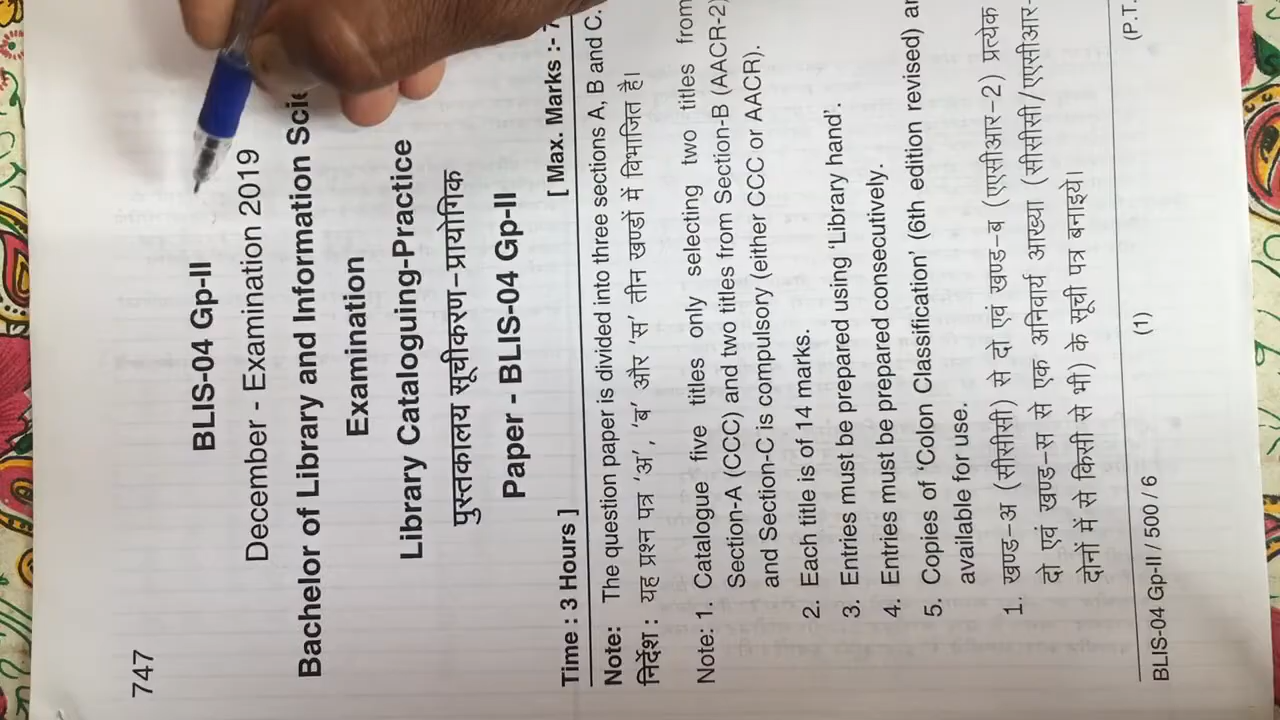 747
BLIS-04 Gp-II
December - Examination 2019
Bachelor of Library and Information
Examination
Library Cataloguing-Practice
पुस्तकालय सूचीकरण-प्रायोगिक
Paper - BLIS-04 Gp-II
Time : 3 Hours ] [ Max. Marks :-
Note: The question paper is divided into three sections A, B and C.
निर्देश : यह प्रश्न पत्र 'अ', 'ब' और 'स' तीन खण्डों में विभाजित है।
Note: 1. Catalogue five titles only selecting two titles from
Section-A (CCC) and two titles from Section-B (AACR-2)
and Section-C is compulsory (either CCC or AACR).
2. Each title is of 14 marks.
3. Entries must be prepared using 'Library hand'.
4. Entries must be prepared consecutively.
5. Copies of 'Colon Classification' (6th edition revised)
available for use.
1. खण्ड-अ (सीसीसी) से दो एवं खण्ड-ब (एएसीआर-2) प्रत्येक
दो एवं खण्ड-स से एक अनिवार्य आख्या (सीसीसी/एएसीआर-
दोनों में से किसी से भी) के सूची पत्र बनाइये।
BLIS-04 Gp-II / 500 / 6 (1) (P.T.